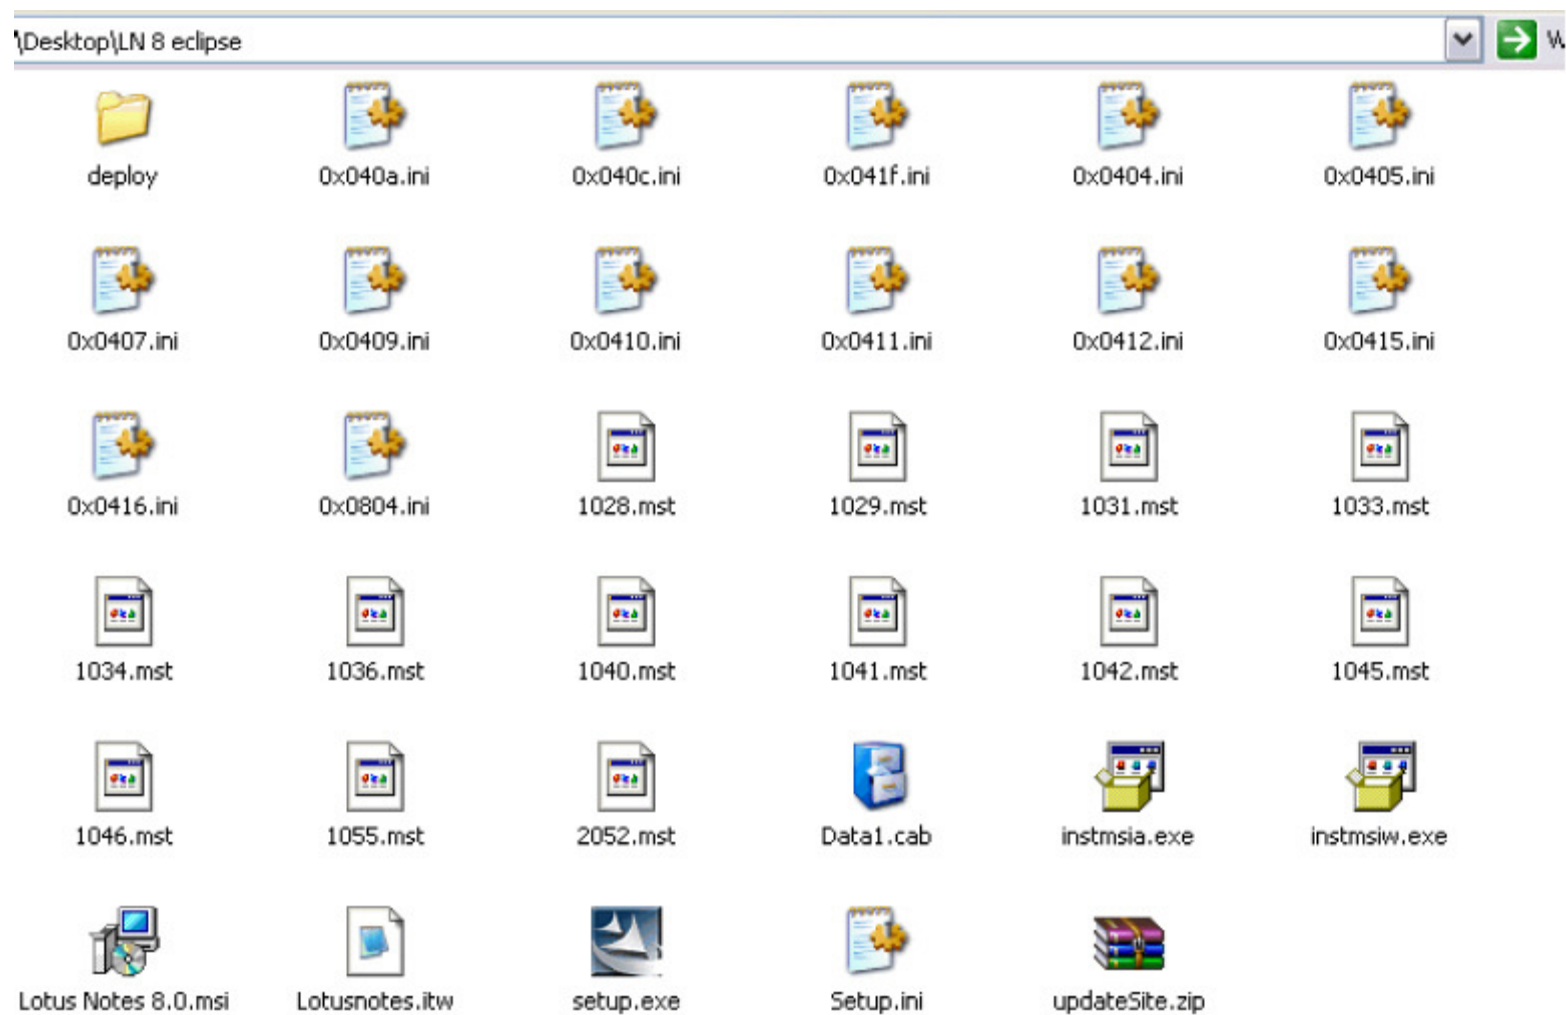 \Desktop\LN 8 eclipse
deploy 0x040a.ini 0x040c.ini 0x041f.ini 0x0404.ini 0x0405.ini
0x0407.ini 0x0409.ini 0x0410.ini 0x0411.ini 0x0412.ini 0x0415.ini
0x0416.ini 0x0804.ini 1028.mst 1029.mst 1031.mst 1033.mst
1034.mst 1036.mst 1040.mst 1041.mst 1042.mst 1045.mst
1046.mst 1055.mst 2052.mst Data1.cab instmsia.exe instmsiw.exe
Lotus Notes 8.0.msi Lotusnotes.itw setup.exe Setup.ini updateSite.zip